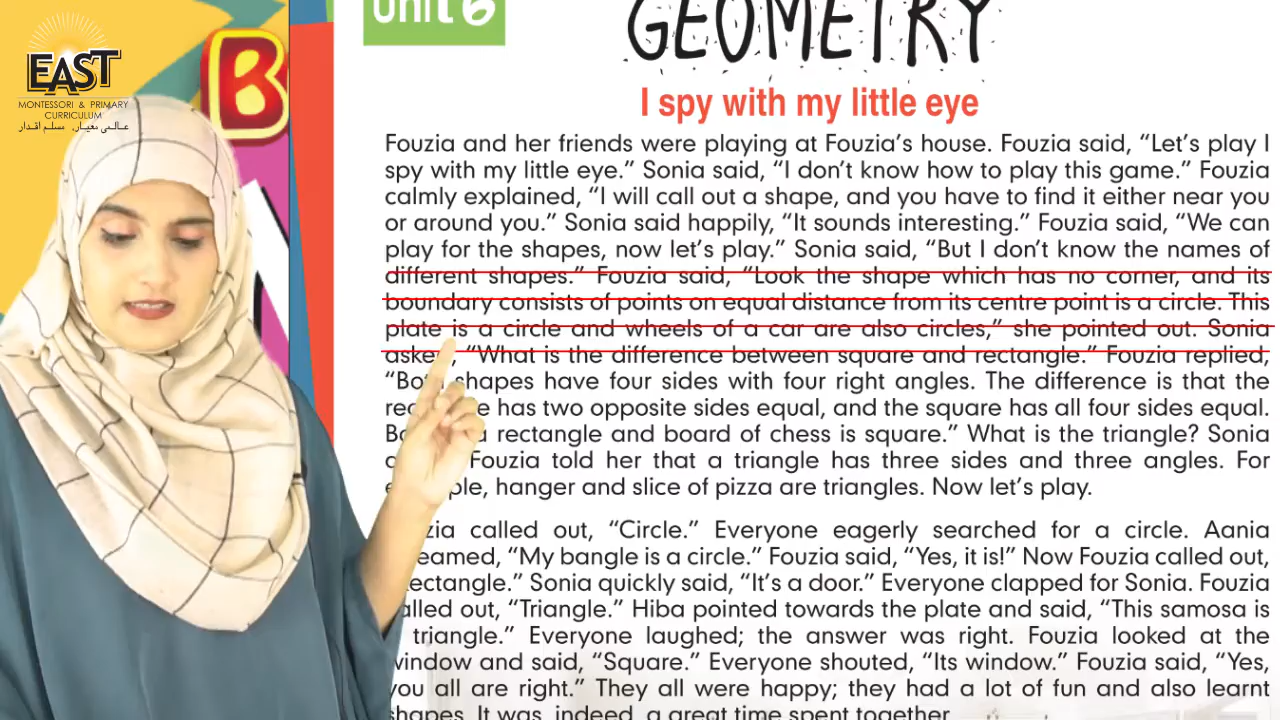 EAST
MONTESSORI & PRIMARY
CURRICULUM
عالمی معیار، مسلم اقدار
B
Unit 6
GEOMETRY
I spy with my little eye
Fouzia and her friends were playing at Fouzia's house. Fouzia said, “Let's play I
spy with my little eye.” Sonia said, “I don't know how to play this game.” Fouzia
calmly explained, “I will call out a shape, and you have to find it either near you
or around you.” Sonia said happily, “It sounds interesting.” Fouzia said, “We can
play for the shapes, now let's play.” Sonia said, “But I don't know the names of
different shapes.” Fouzia said, “Look the shape which has no corner, and its
boundary consists of points on equal distance from its centre point is a circle. This
plate is a circle and wheels of a car are also circles,” she pointed out. Sonia
asked, “What is the difference between square and rectangle.” Fouzia replied,
“Both shapes have four sides with four right angles. The difference is that the
has two opposite sides equal, and the square has all four sides equal.
rectangle and board of chess is square.” What is the triangle? Sonia
Fouzia told her that a triangle has three sides and three angles. For
hanger and slice of pizza are triangles. Now let's play.
called out, “Circle.” Everyone eagerly searched for a circle. Aania
“My bangle is a circle.” Fouzia said, “Yes, it is!” Now Fouzia called out,
Sonia quickly said, “It's a door.” Everyone clapped for Sonia. Fouzia
called out, “Triangle.” Hiba pointed towards the plate and said, “This samosa is
triangle.” Everyone laughed; the answer was right. Fouzia looked at the
window and said, “Square.” Everyone shouted, “Its window.” Fouzia said, “Yes,
you all are right.” They all were happy; they had a lot of fun and also learnt
shapes. It was, indeed, a great time spent together